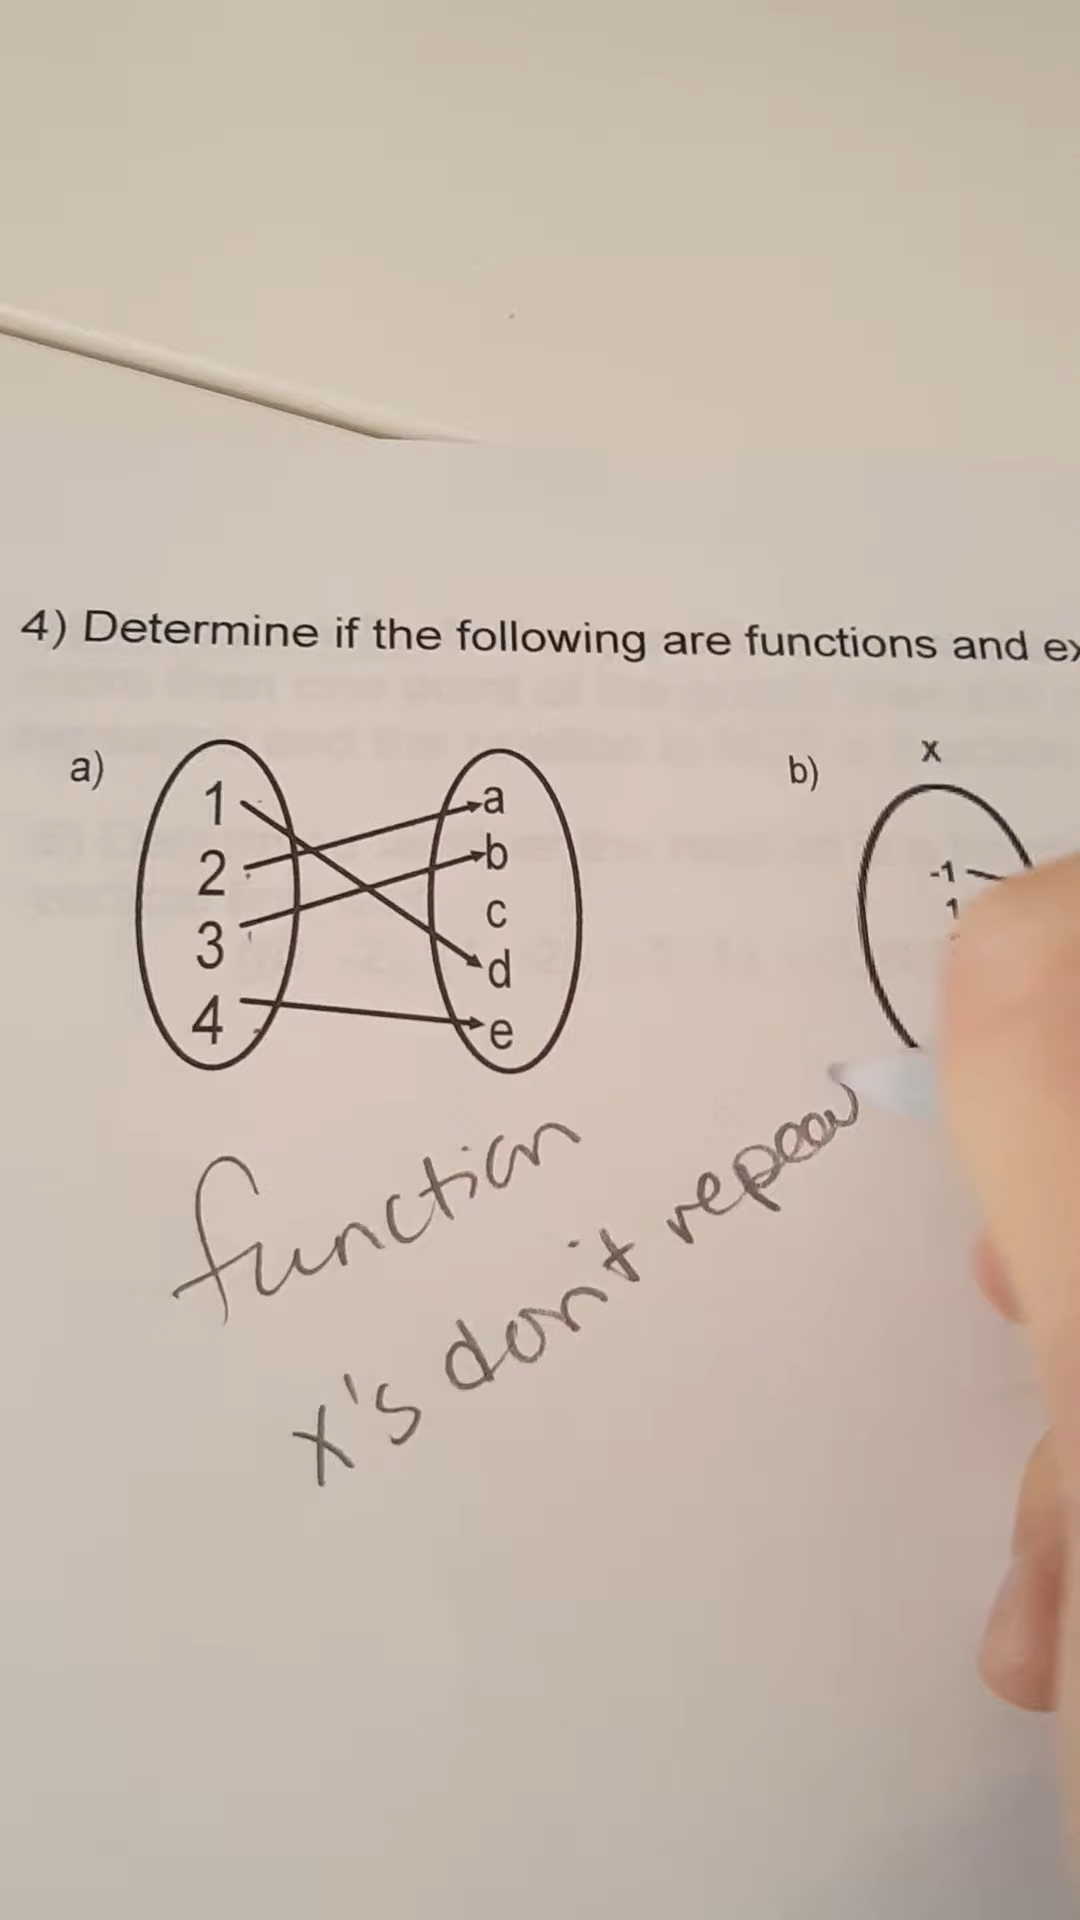 4) Determine if the following are functions and ex
a)
1
2
3
4
a
b
c
d
e
b)
x
-1
1
function
x's don't repea